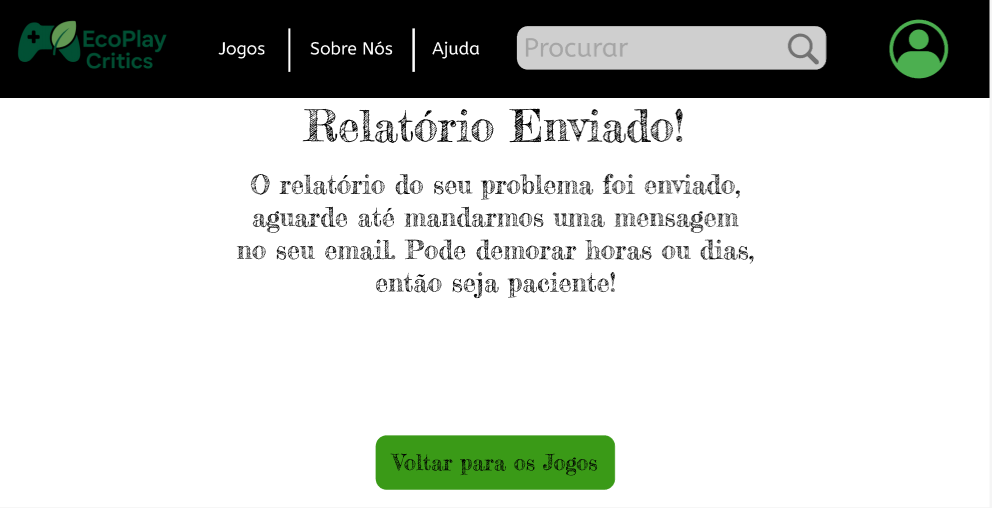 EcoPlay
Critics
Jogos
Sobre Nós
Ajuda
Procurar
Relatório Enviado!
O relatório do seu problema foi enviado,
aguarde até mandarmos uma mensagem
no seu email. Pode demorar horas ou dias,
então seja paciente!
Voltar para os Jogos